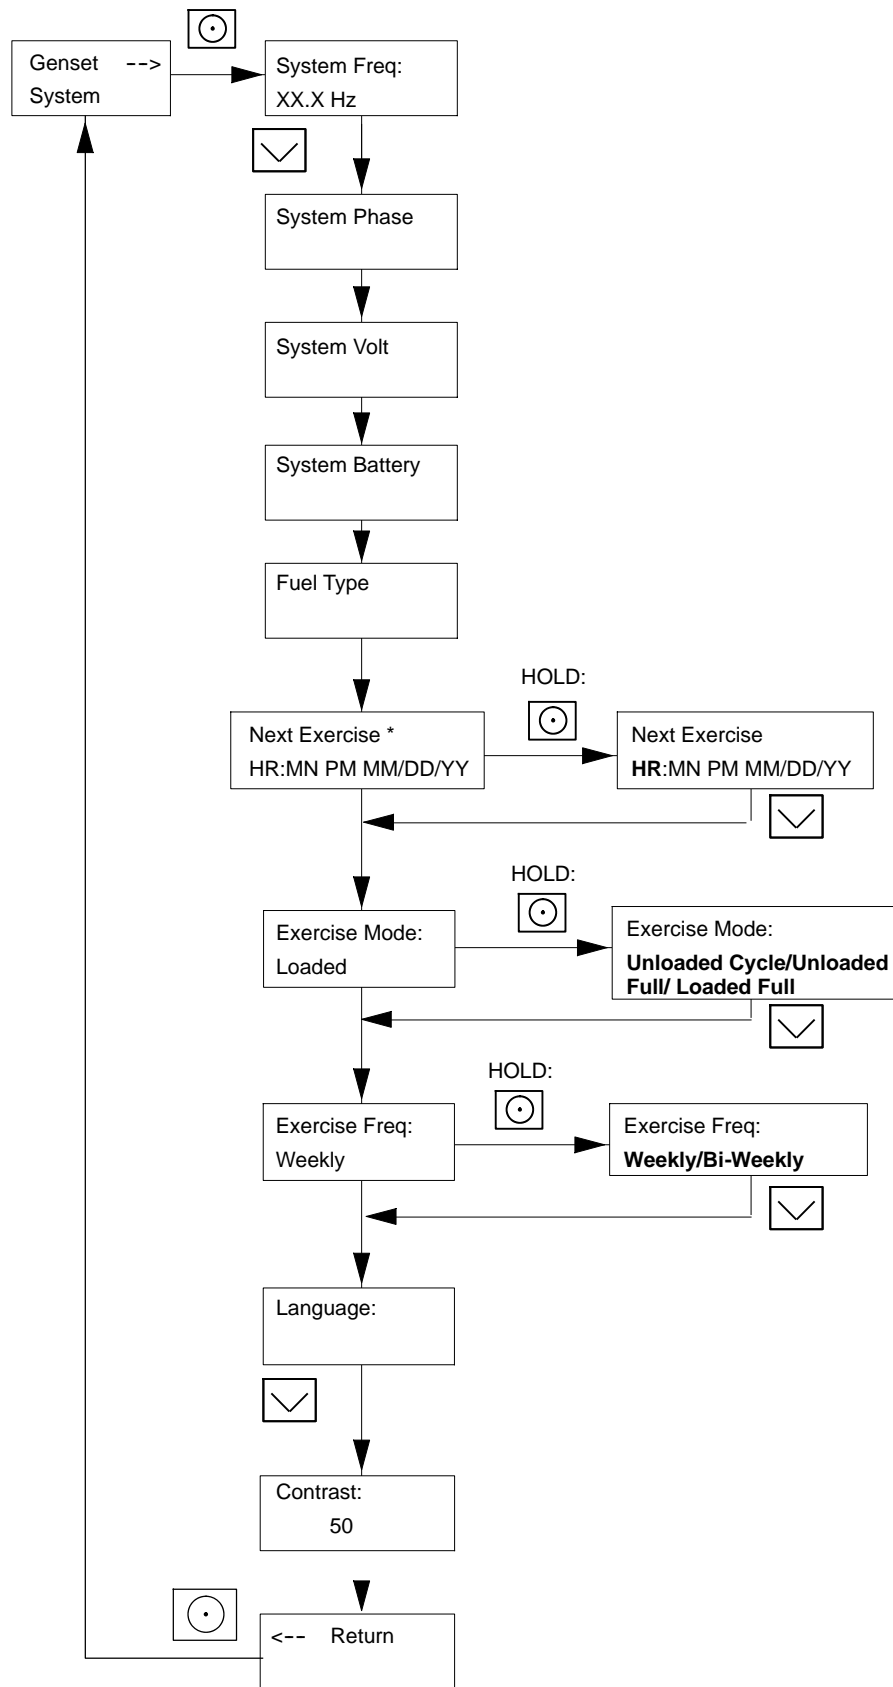 Genset -->
System
System Freq:
XX.X Hz
System Phase
System Volt
System Battery
Fuel Type
HOLD:
Next Exercise *
HR:MN PM MM/DD/YY
Next Exercise
HR:MN PM MM/DD/YY
HOLD:
Exercise Mode:
Loaded
Exercise Mode:
Unloaded Cycle/Unloaded
Full/ Loaded Full
HOLD:
Exercise Freq:
Weekly
Exercise Freq:
Weekly/Bi-Weekly
Language:
Contrast:
50
<-- Return